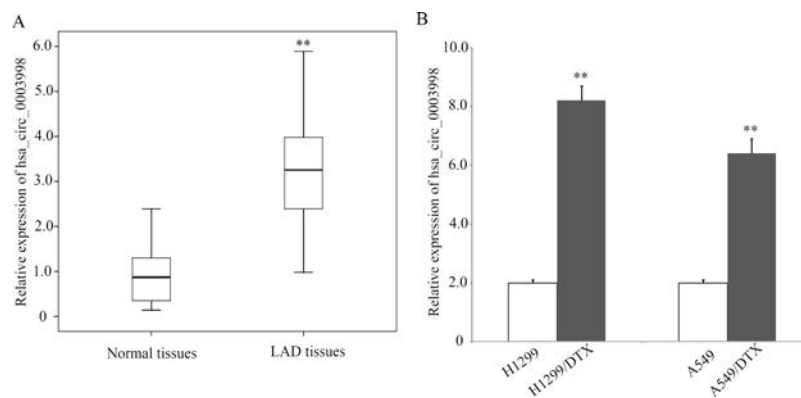 A
Relative expression of hsa_circ_0003998
6.0
5.0
4.0
3.0
2.0
1.0
0
**
Normal tissues
LAD tissues
B
Relative expression of hsa_circ_0003998
10.0
8.0
6.0
4.0
2.0
0
**
**
H1299
H1299/DTX
A549
A549/DTX